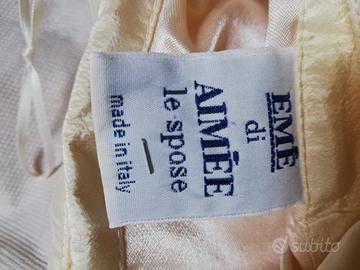 EMÉ
di
AIMÉE
le spose
made in italy
subito